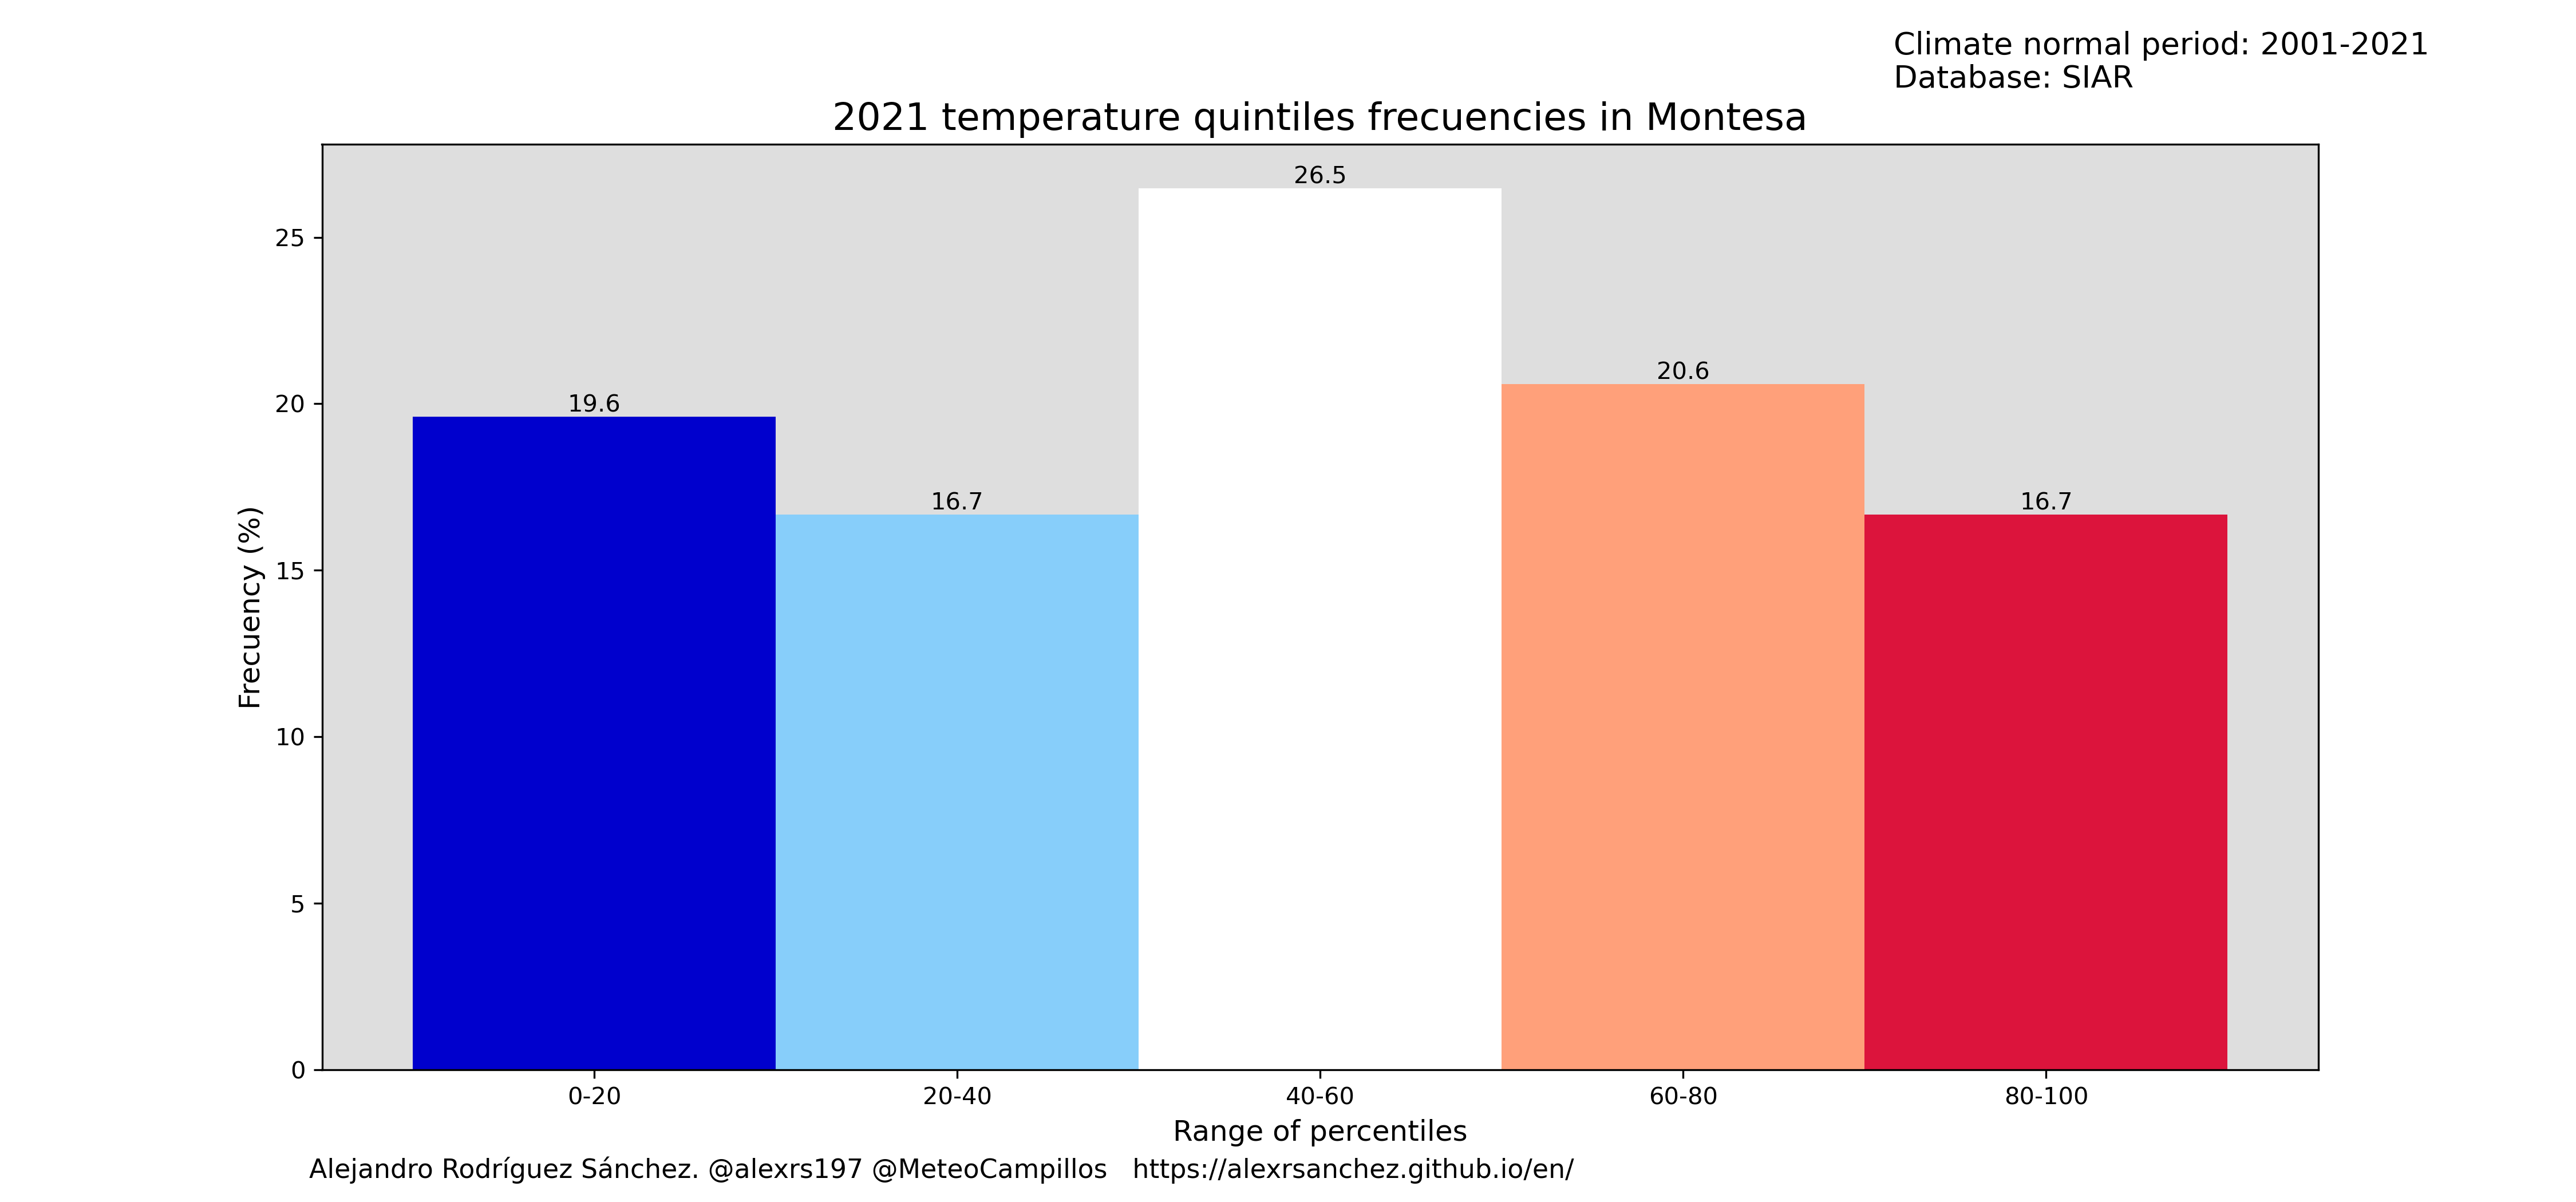 Climate normal period: 2001-2021
Database: SIAR
2021 temperature quintiles frecuencies in Montesa
26.5
25
20.6
20
19.6
16.7
16.7
Frecuency (%)
15
10
5
0
0-20
20-40
40-60
60-80
80-100
Range of percentiles
Alejandro Rodríguez Sánchez. @alexrs197 @MeteoCampillos https://alexrsanchez.github.io/en/